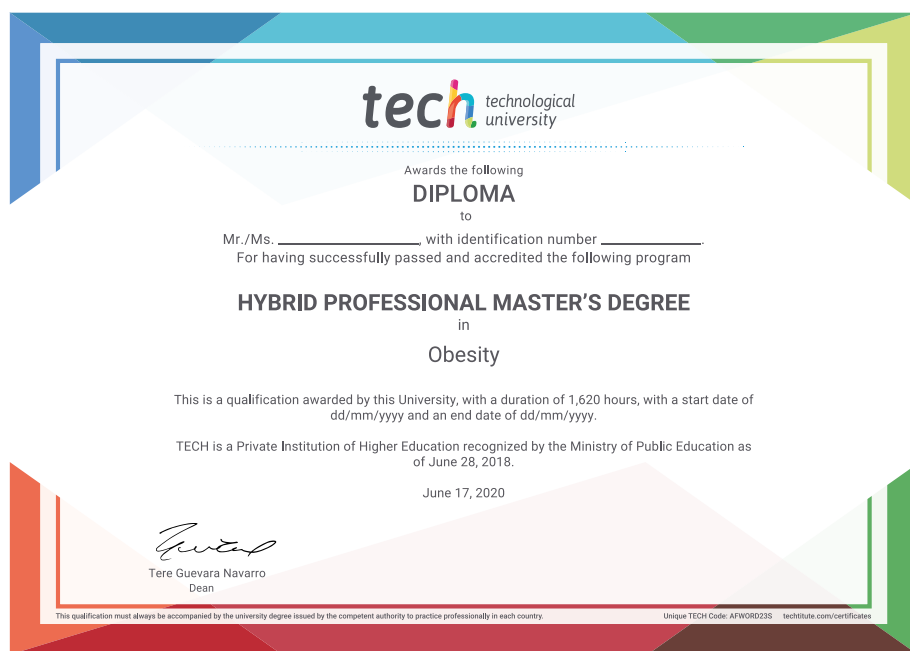 tech technological
university
Awards the following
DIPLOMA
to
Mr./Ms. ____________________, with identification number ______________.
For having successfully passed and accredited the following program
HYBRID PROFESSIONAL MASTER'S DEGREE
in
Obesity
This is a qualification awarded by this University, with a duration of 1,620 hours, with a start date of
dd/mm/yyyy and an end date of dd/mm/yyyy.
TECH is a Private Institution of Higher Education recognized by the Ministry of Public Education as
of June 28, 2018.
June 17, 2020
Tere Guevara Navarro
Dean
This qualification must always be accompanied by the university degree issued by the competent authority to practice professionally in each country.
Unique TECH Code: AFWORD23S techtitute.com/certificates